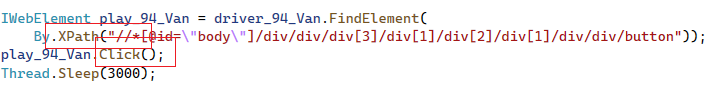 IWebElement play_94_Van = driver_94_Van.FindElement(
By.XPath("//*[@id=\"body\"]/div/div/div[3]/div[1]/div[2]/div[1]/div/div/button"));
play_94_Van.Click();
Thread.Sleep(3000);